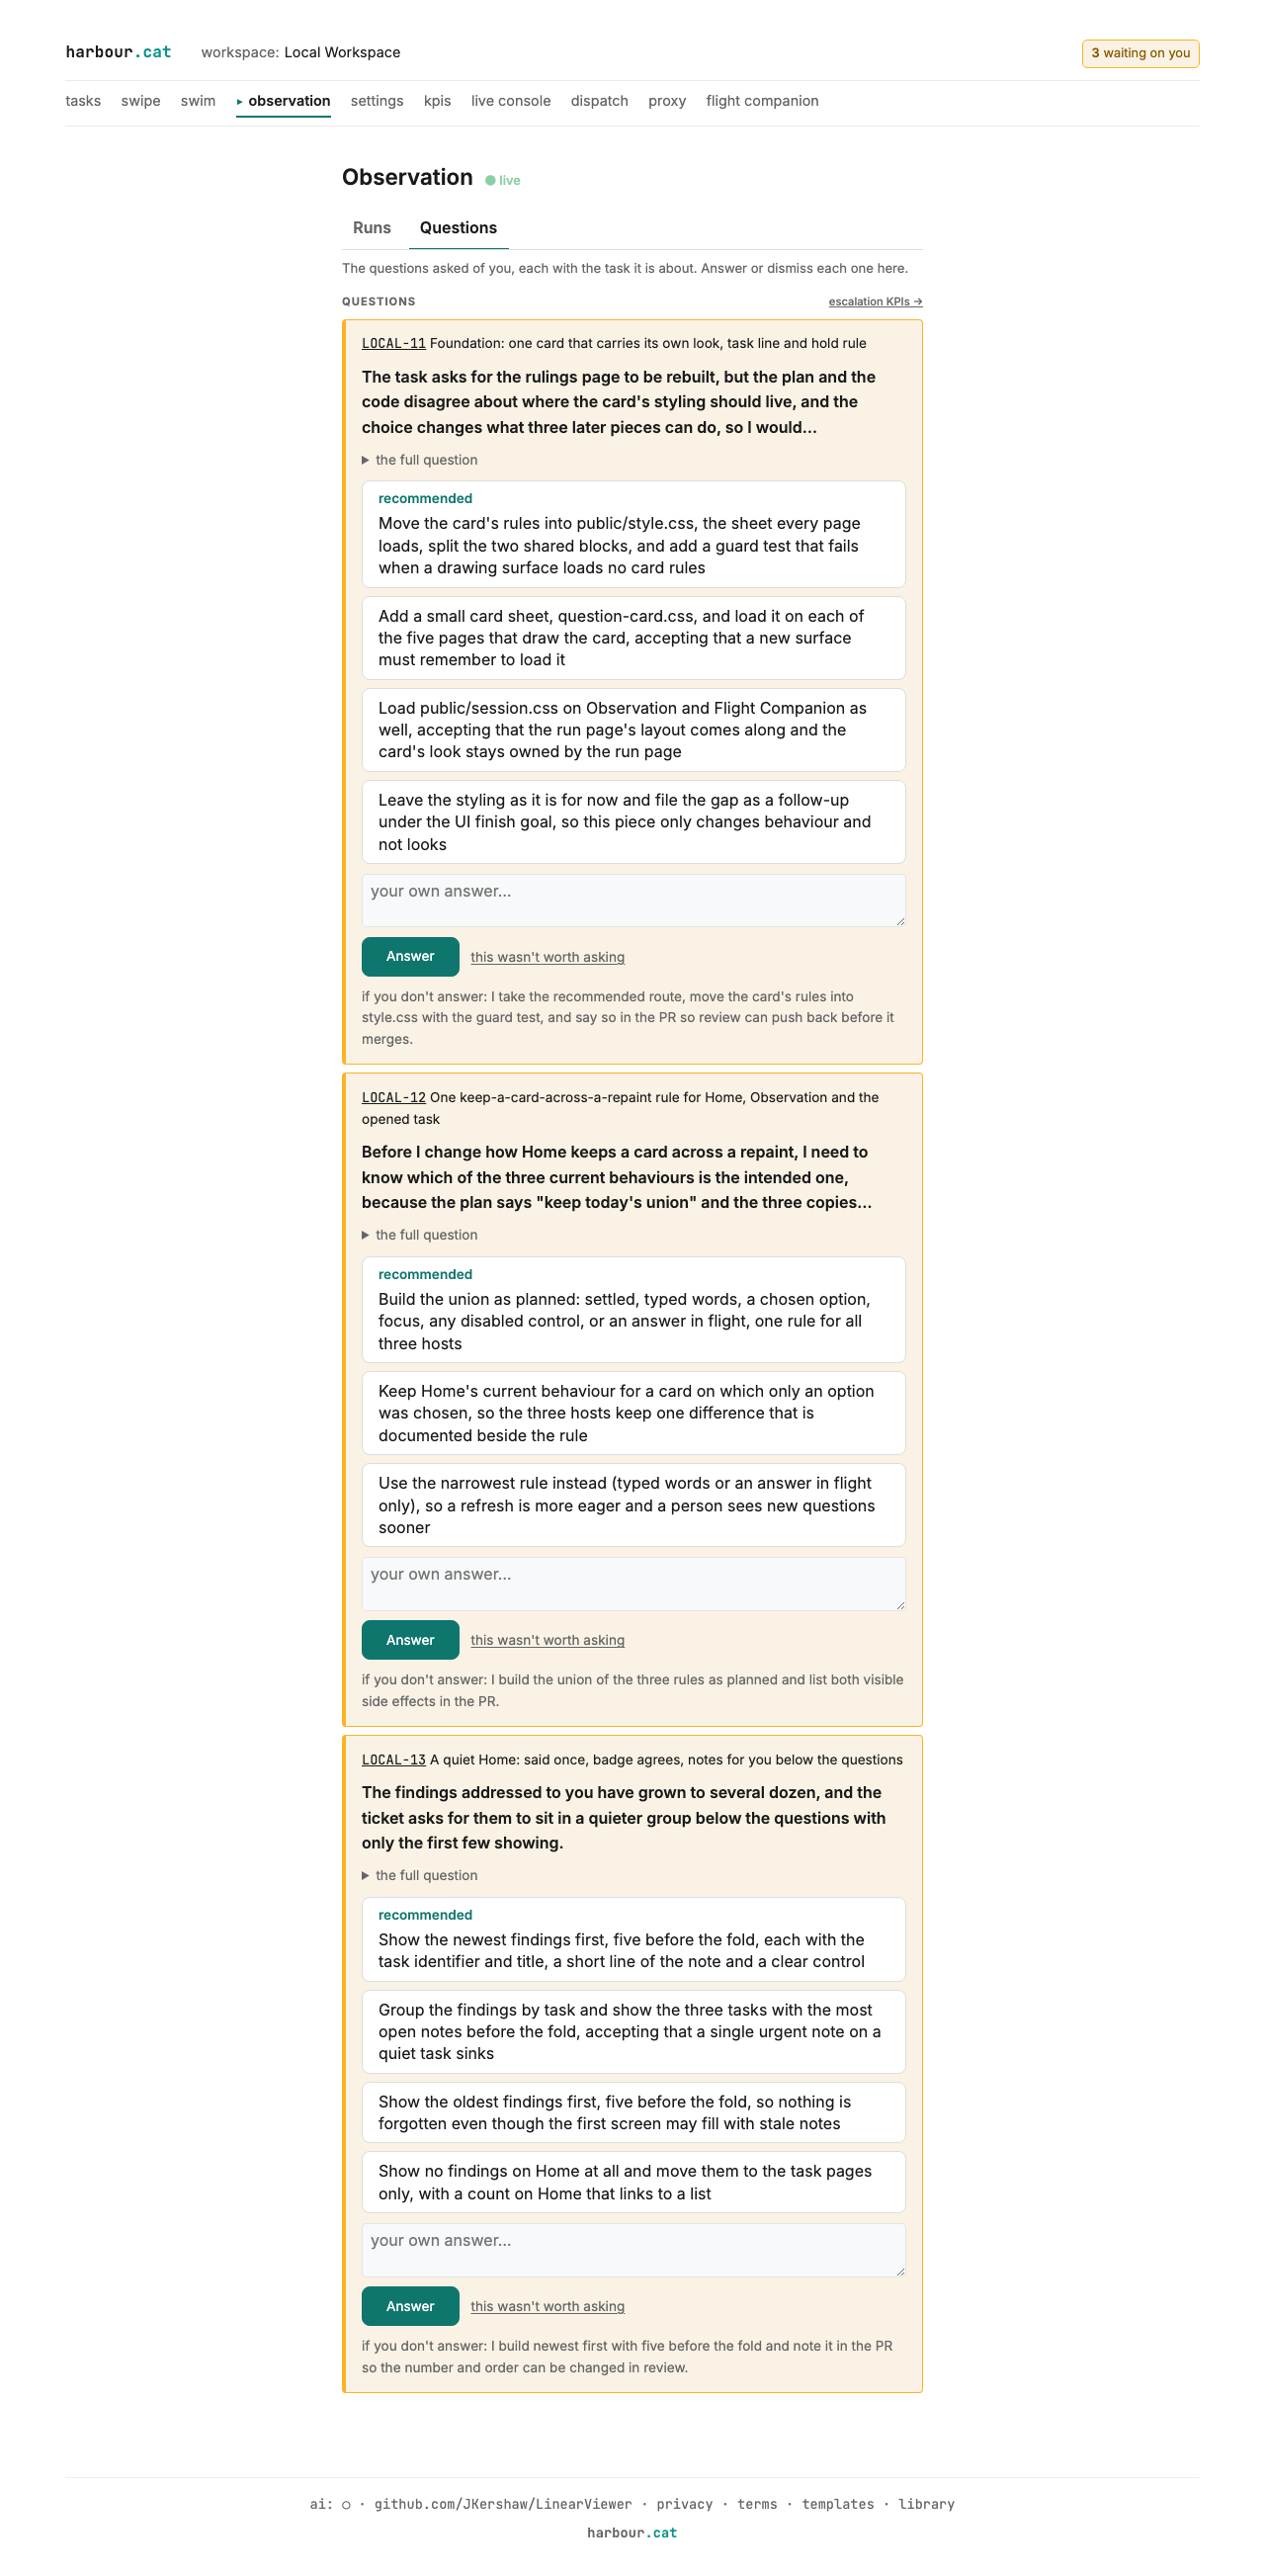 harbour.cat workspace: Local Workspace 3 waiting on you
tasks swipe swim ▸ observation settings kpis live console dispatch proxy flight companion
Observation ● live
Runs Questions
The questions asked of you, each with the task it is about. Answer or dismiss each one here.
QUESTIONS escalation KPIs →
LOCAL-11 Foundation: one card that carries its own look, task line and hold rule
The task asks for the rulings page to be rebuilt, but the plan and the
code disagree about where the card's styling should live, and the
choice changes what three later pieces can do, so I would...
▶ the full question
recommended
Move the card's rules into public/style.css, the sheet every page
loads, split the two shared blocks, and add a guard test that fails
when a drawing surface loads no card rules
Add a small card sheet, question-card.css, and load it on each of
the five pages that draw the card, accepting that a new surface
must remember to load it
Load public/session.css on Observation and Flight Companion as
well, accepting that the run page's layout comes along and the
card's look stays owned by the run page
Leave the styling as it is for now and file the gap as a follow-up
under the UI finish goal, so this piece only changes behaviour and
not looks
your own answer...
Answer this wasn't worth asking
if you don't answer: I take the recommended route, move the card's rules into
style.css with the guard test, and say so in the PR so review can push back before it
merges.
LOCAL-12 One keep-a-card-across-a-repaint rule for Home, Observation and the
opened task
Before I change how Home keeps a card across a repaint, I need to
know which of the three current behaviours is the intended one,
because the plan says "keep today's union" and the three copies...
▶ the full question
recommended
Build the union as planned: settled, typed words, a chosen option,
focus, any disabled control, or an answer in flight, one rule for all
three hosts
Keep Home's current behaviour for a card on which only an option
was chosen, so the three hosts keep one difference that is
documented beside the rule
Use the narrowest rule instead (typed words or an answer in flight
only), so a refresh is more eager and a person sees new questions
sooner
your own answer...
Answer this wasn't worth asking
if you don't answer: I build the union of the three rules as planned and list both visible
side effects in the PR.
LOCAL-13 A quiet Home: said once, badge agrees, notes for you below the questions
The findings addressed to you have grown to several dozen, and the
ticket asks for them to sit in a quieter group below the questions with
only the first few showing.
▶ the full question
recommended
Show the newest findings first, five before the fold, each with the
task identifier and title, a short line of the note and a clear control
Group the findings by task and show the three tasks with the most
open notes before the fold, accepting that a single urgent note on a
quiet task sinks
Show the oldest findings first, five before the fold, so nothing is
forgotten even though the first screen may fill with stale notes
Show no findings on Home at all and move them to the task pages
only, with a count on Home that links to a list
your own answer...
Answer this wasn't worth asking
if you don't answer: I build newest first with five before the fold and note it in the PR
so the number and order can be changed in review.
ai: ○ · github.com/JKershaw/LinearViewer · privacy · terms · templates · library
harbour.cat